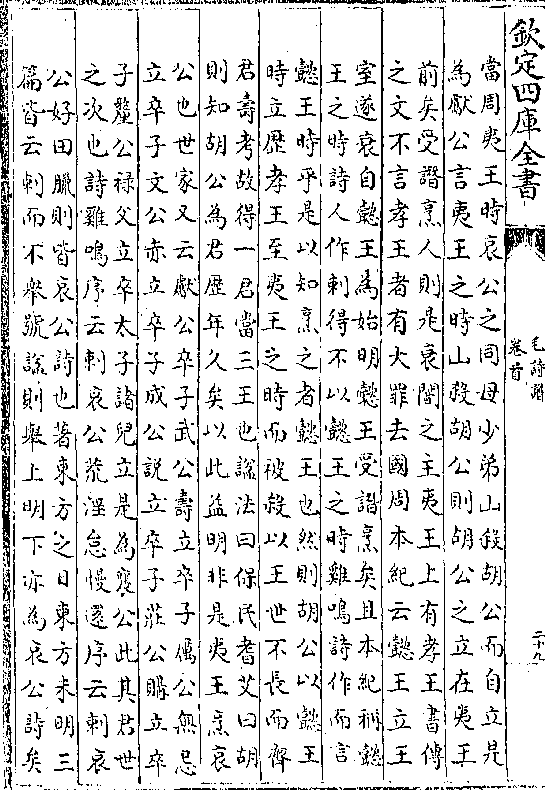 欽定四庫全書
毛詩譜
卷首
二十九
當周夷王時哀公之同母少弟山殺胡公而自立是
為獻公言夷王之時山殺胡公則胡公之立在夷王
前矣受譖烹人則是衰闇之主夷王上有孝王書傳
之文不言孝王者有大罪去國周本紀云懿王立王
室遂衰自懿王為始明懿王受譖烹矣且本紀稱懿
王之時詩人作刺得不以懿王之時雞鳴詩作而言
懿王時乎是以知烹之者懿王也然則胡公以懿王
時立歴孝王至夷王之時而被殺以王世不長而齊
君壽考故得一君當三王也諡法曰保民耆艾曰胡
則知胡公為君歴年久矣以此益明非是夷王烹哀
公也世家又云獻公卒子武公壽立卒子厲公無忌
立卒子文公赤立卒子成公説立卒子莊公購立卒
子釐公禄父立卒太子諸兒立是為襄公此其君世
之次也詩雞鳴序云刺哀公荒淫怠慢還序云刺哀
公好田臘則皆哀公詩也著東方之日東方未明三
篇皆云刺而不舉號諡則舉上明下亦為哀公詩矣